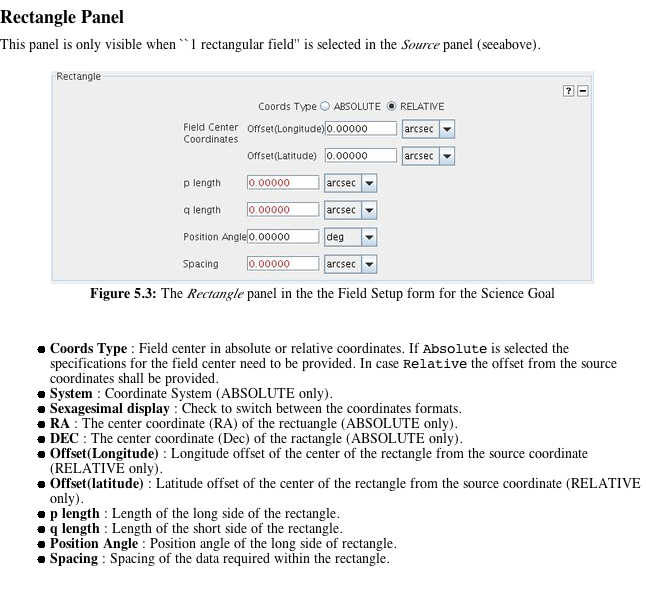 Rectangle Panel
This panel is only visible when ``1 rectangular field'' is selected in the Source panel (seeabove).
Rectangle
? −
Coords Type ABSOLUTE RELATIVE
Field Center Coordinates Offset(Longitude) 0.00000 arcsec
Offset(Latitude) 0.00000 arcsec
p length 0.00000 arcsec
q length 0.00000 arcsec
Position Angle 0.00000 deg
Spacing 0.00000 arcsec
Figure 5.3: The Rectangle panel in the the Field Setup form for the Science Goal
Coords Type : Field center in absolute or relative coordinates. If Absolute is selected the
specifications for the field center need to be provided. In case Relative the offset from the source
coordinates shall be provided.
System : Coordinate System (ABSOLUTE only).
Sexagesimal display : Check to switch between the coordinates formats.
RA : The center coordinate (RA) of the rectuangle (ABSOLUTE only).
DEC : The center coordinate (Dec) of the ractangle (ABSOLUTE only).
Offset(Longitude) : Longitude offset of the center of the rectangle from the source coordinate
(RELATIVE only).
Offset(latitude) : Latitude offset of the center of the rectangle from the source coordinate (RELATIVE
only).
p length : Length of the long side of the rectangle.
q length : Length of the short side of the rectangle.
Position Angle : Position angle of the long side of rectangle.
Spacing : Spacing of the data required within the rectangle.